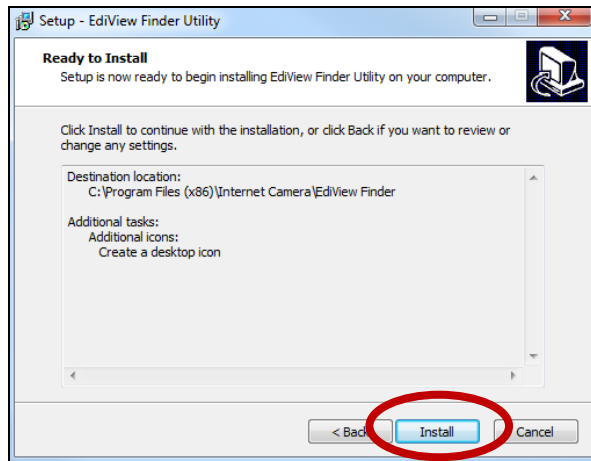 Setup - EdiView Finder Utility
Ready to Install
Setup is now ready to begin installing EdiView Finder Utility on your computer.
Click Install to continue with the installation, or click Back if you want to review or
change any settings.
Destination location:
C:\Program Files (x86)\Internet Camera\EdiView Finder
Additional tasks:
Additional icons:
Create a desktop icon
< Back
Install
Cancel